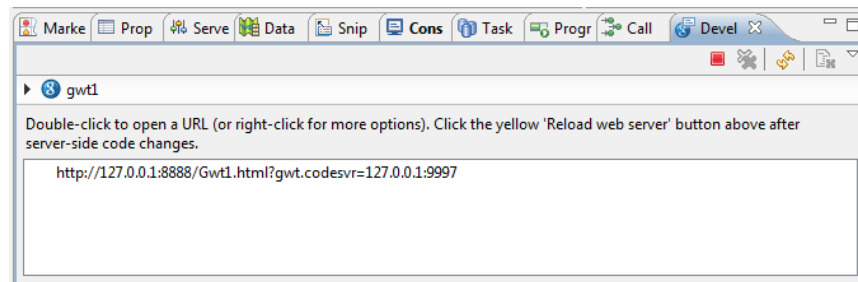 Marke Prop Serve Data Snip Cons Task Progr Call Devel
gwt1
Double-click to open a URL (or right-click for more options). Click the yellow 'Reload web server' button above after
server-side code changes.
http://127.0.0.1:8888/Gwt1.html?gwt.codesvr=127.0.0.1:9997